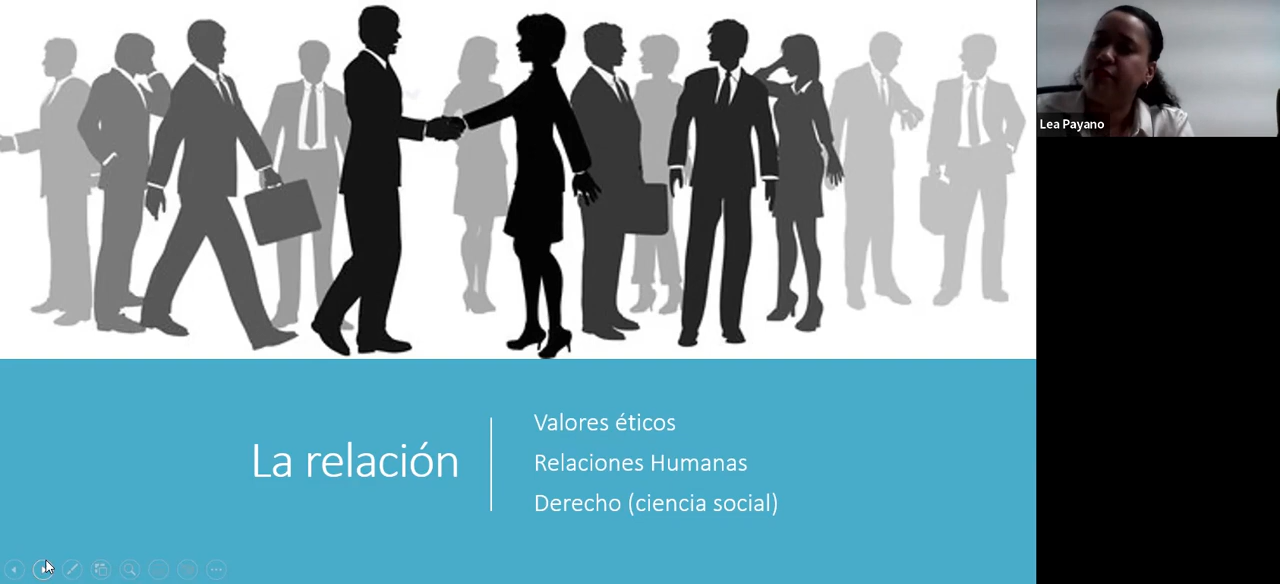 Lea Payano
La relación
Valores éticos
Relaciones Humanas
Derecho (ciencia social)